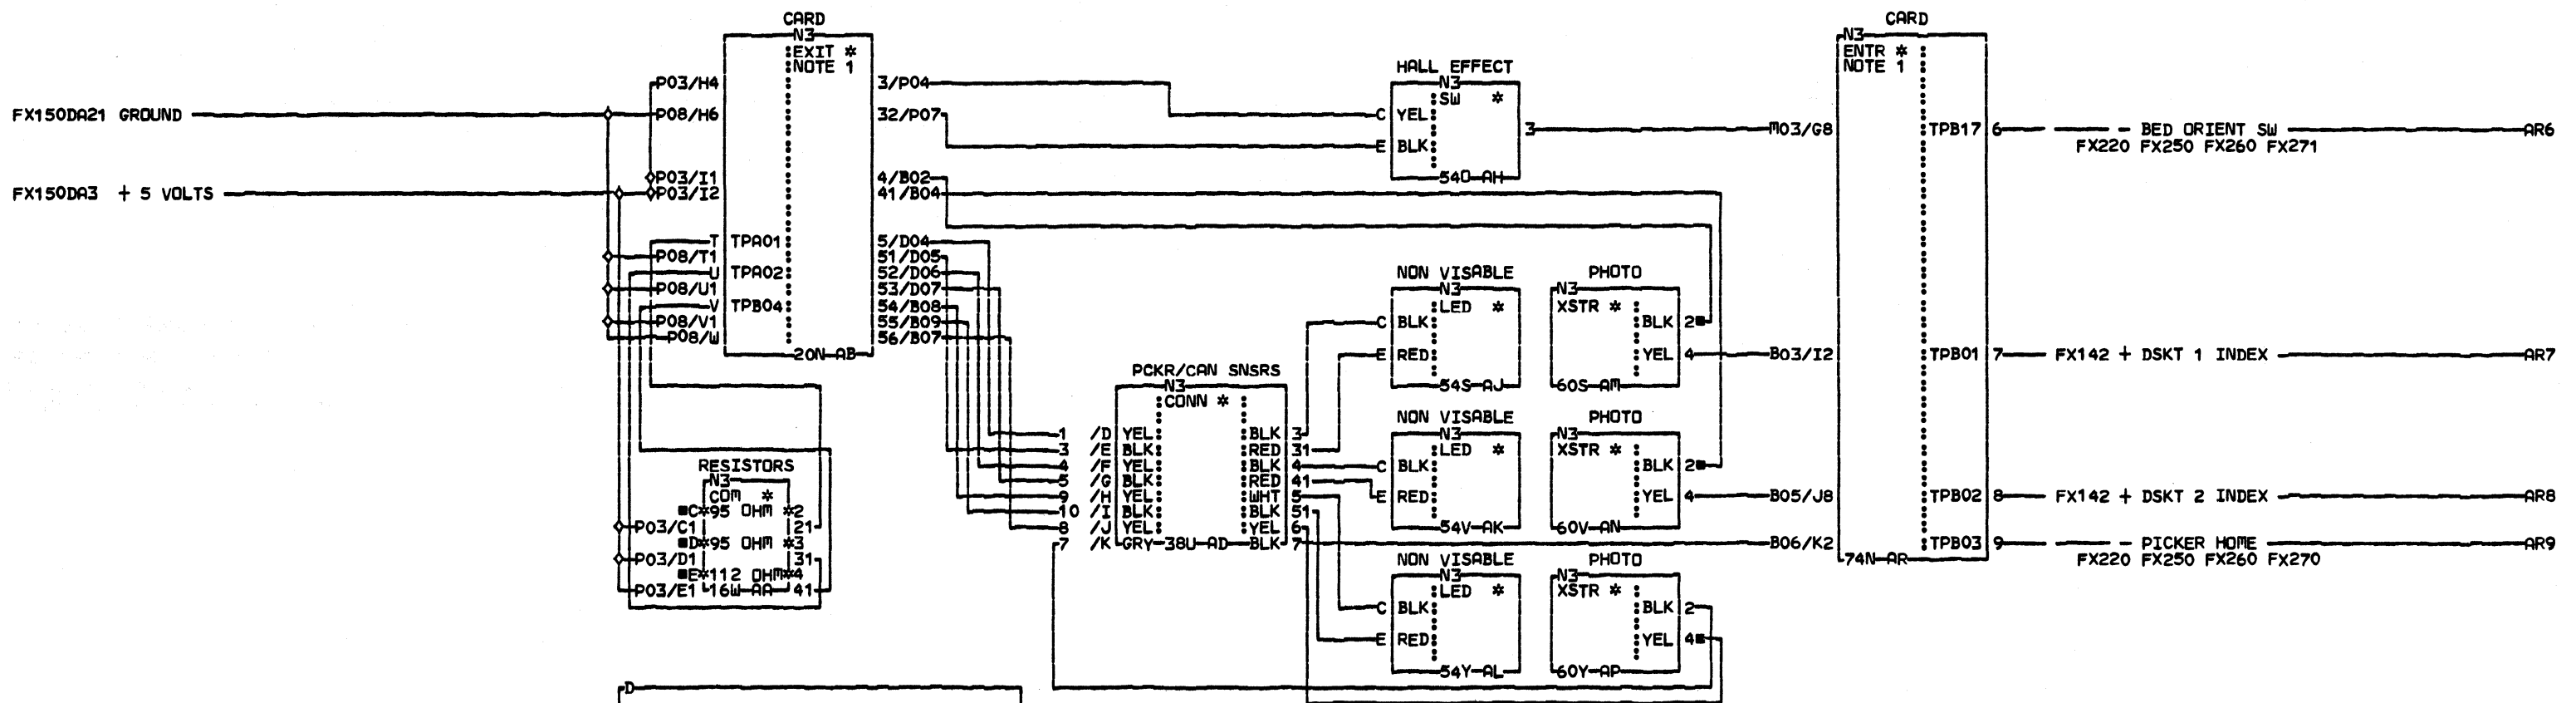 CARD
N3
EXIT *
NOTE 1
P03/H4
3/P04
FX150DA21 GROUND
P08/H6
32/P07
P03/I1
4/B02
FX150DA3 + 5 VOLTS
P03/I2
41/B04
T TPA01
5/D04
P08/T1
51/D05
U TPA02
52/D06
P08/U1
53/D07
V TPB04
54/B08
P08/V1
55/B09
P08/W
56/B07
20N-AB
RESISTORS
N3
COM *
■C*95 OHM *2
P03/C1
21
■D*95 OHM *3
P03/D1
31
■E*112 OHM*4
P03/E1
16W-AA
41
D
PCKR/CAN SNSRS
N3
CONN *
1 /D YEL
BLK 3
3 /E BLK
RED 31
4 /F YEL
BLK 4
5 /G BLK
RED 41
9 /H YEL
WHT 5
10 /I BLK
BLK 51
8 /J YEL
YEL 6
7 /K GRY-38U-AD-BLK 7
HALL EFFECT
N3
SW *
C YEL
3
E BLK
540-AH
NON VISABLE
N3
LED *
C BLK
E RED
54S-AJ
PHOTO
N3
XSTR *
BLK 2■
YEL 4
60S-AM
NON VISABLE
N3
LED *
C BLK
E RED
54V-AK
PHOTO
N3
XSTR *
BLK 2■
YEL 4
60V-AN
NON VISABLE
N3
LED *
C BLK
E RED
54Y-AL
PHOTO
N3
XSTR *
BLK 2
YEL 4■
60Y-AP
CARD
N3
ENTR *
NOTE 1
M03/G8
TPB17 6
- BED ORIENT SW
AR6
FX220 FX250 FX260 FX271
B03/I2
TPB01 7
FX142 + DSKT 1 INDEX
AR7
B05/J8
TPB02 8
FX142 + DSKT 2 INDEX
AR8
B06/K2
TPB03 9
- PICKER HOME
AR9
FX220 FX250 FX260 FX270
74N-AR